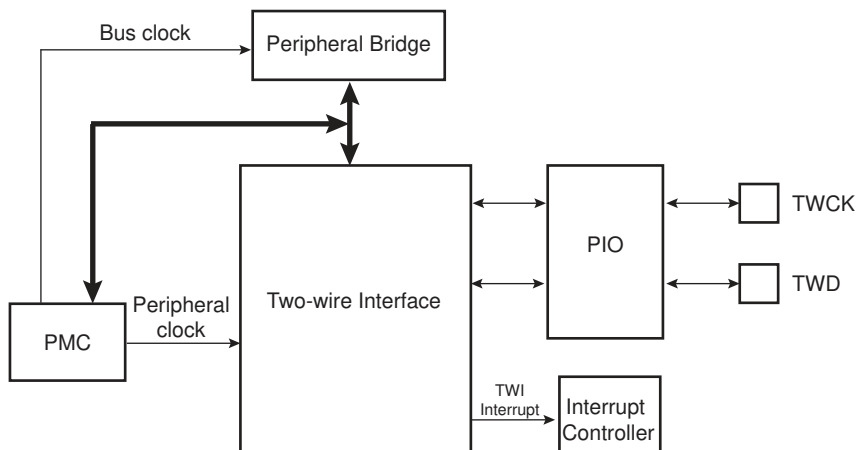 Bus clock
Peripheral Bridge
TWCK
PIO
Two-wire Interface
TWD
Peripheral
clock
PMC
TWI
Interrupt
Interrupt
Controller